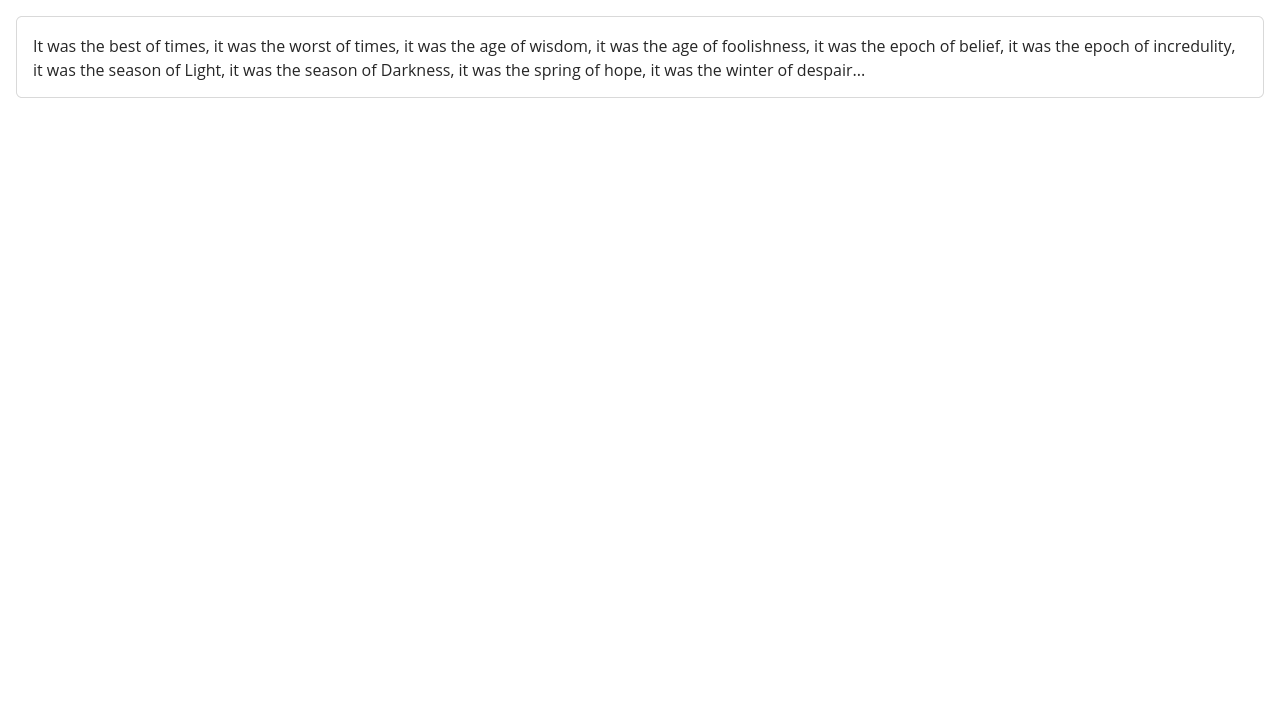 It was the best of times, it was the worst of times, it was the age of wisdom, it was the age of foolishness, it was the epoch of belief, it was the epoch of incredulity,
it was the season of Light, it was the season of Darkness, it was the spring of hope, it was the winter of despair...